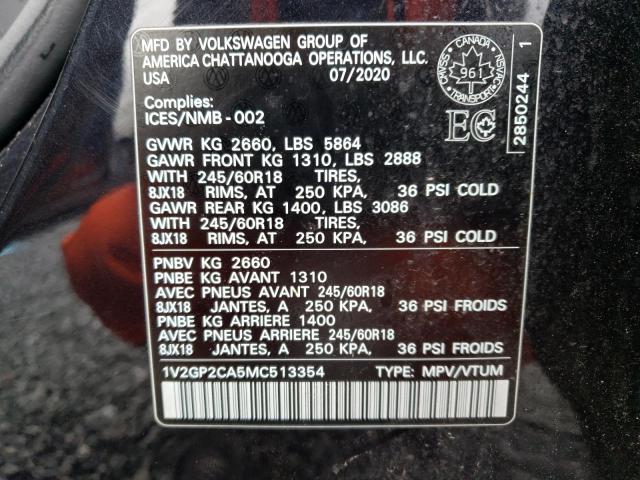 MFD BY VOLKSWAGEN GROUP OF
AMERICA CHATTANOOGA OPERATIONS, LLC.
USA 07/2020
Complies:
ICES/NMB-002
CANADA
961
TRANSPORT
EC
2850244 1
GVWR KG 2660, LBS 5864
GAWR FRONT KG 1310, LBS 2888
WITH 245/60R18 TIRES,
8JX18 RIMS, AT 250 KPA, 36 PSI COLD
GAWR REAR KG 1400, LBS 3086
WITH 245/60R18 TIRES,
8JX18 RIMS, AT 250 KPA, 36 PSI COLD
PNBV KG 2660
PNBE KG AVANT 1310
AVEC PNEUS AVANT 245/60R18
8JX18 JANTES, A 250 KPA, 36 PSI FROIDS
PNBE KG ARRIÈRE 1400
AVEC PNEUS ARRIÈRE 245/60R18
8JX18 JANTES, A 250 KPA, 36 PSI FROIDS
1V2GP2CA5MC513354 TYPE: MPV/VTUM